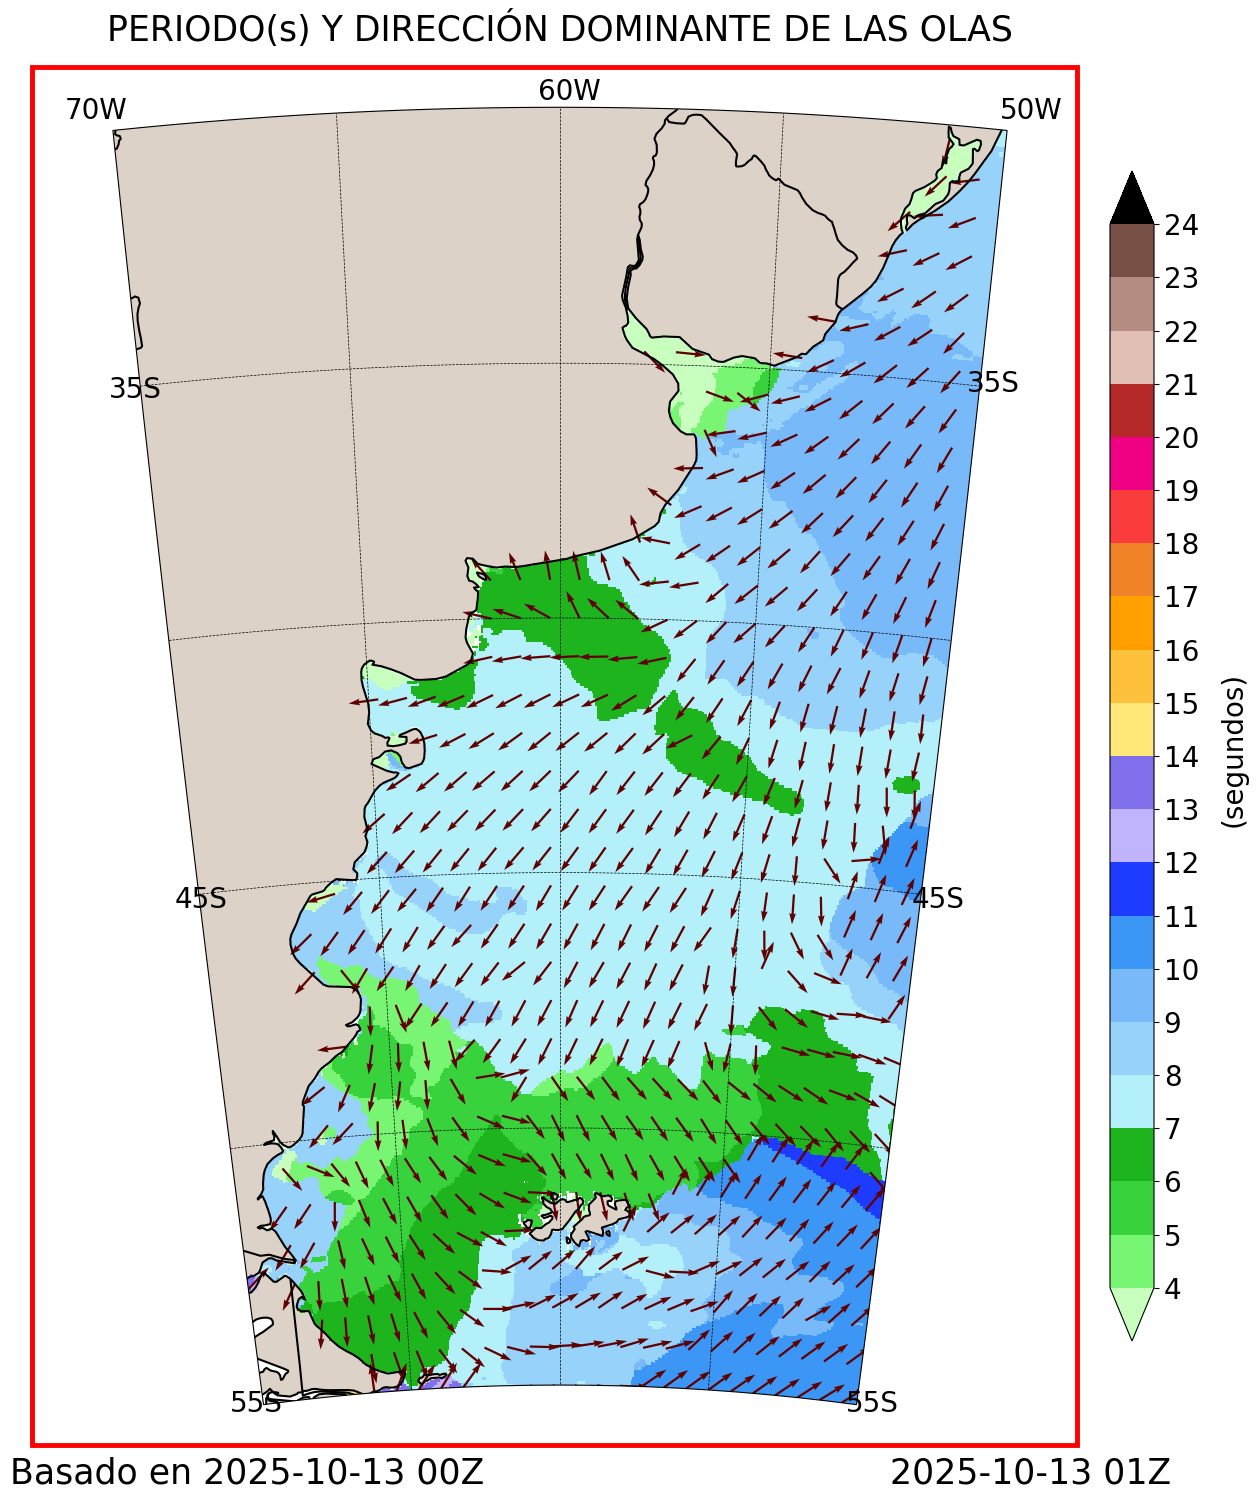 PERIODO(s) Y DIRECCIÓN DOMINANTE DE LAS OLAS
70W
60W
50W
35S
35S
45S
45S
55S
55S
24
23
22
21
20
19
18
17
16
15
14
13
12
11
10
9
8
7
6
5
4
(segundos)
Basado en 2025-10-13 00Z
2025-10-13 01Z